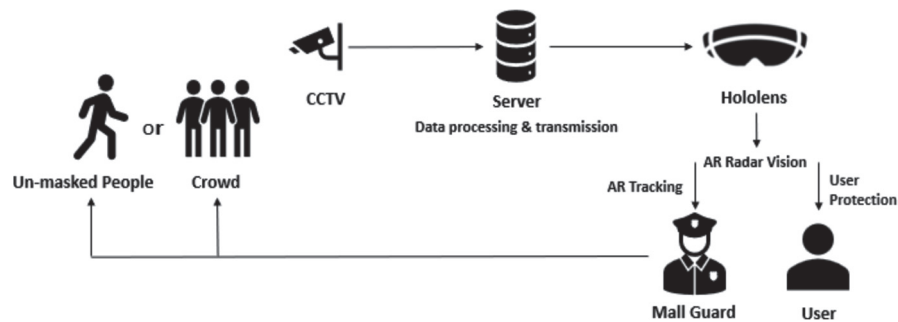 CCTV
Server
Data processing & transmission
Hololens
or
Un-masked People
Crowd
AR Radar Vision
AR Tracking
User
Protection
Mall Guard
User